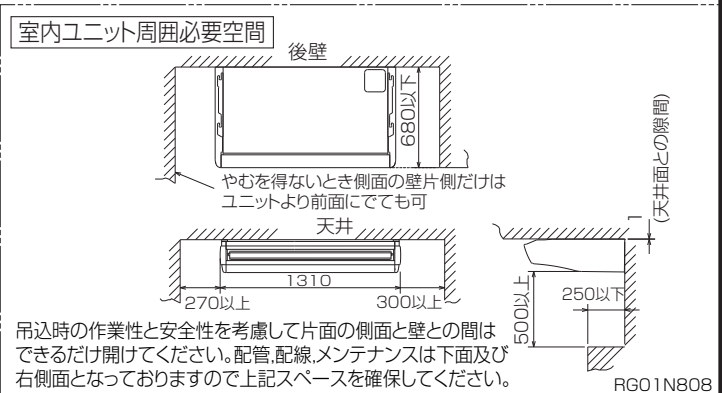 室内ユニット周囲必要空間
後壁
680以下
やむを得ないとき側面の壁片側だけは
ユニットより前面にでても可
天井
1310
270以上
300以上
1
(天井面との隙間)
500以上
250以下
吊込時の作業性と安全性を考慮して片面の側面と壁との間は
できるだけ開けてください。配管,配線,メンテナンスは下面及び
右側面となっておりますので上記スペースを確保してください。
RG01N808